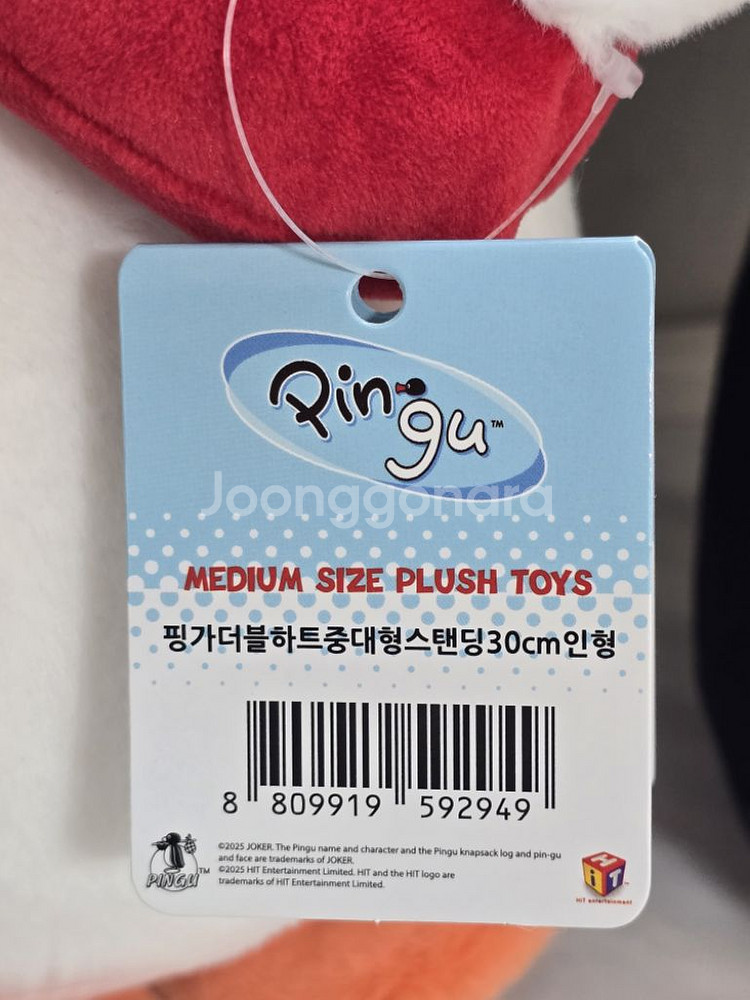 Pingu™
Joonggonara
MEDIUM SIZE PLUSH TOYS
핑가더블하트중대형스탠딩30cm인형
8 809919 592949
PINGU™
©2025 JOKER. The Pingu name and character and the Pingu knapsack log and pin-gu
and face are trademarks of JOKER.
©2025 HIT Entertainment Limited. HIT and the HIT logo are
trademarks of HIT Entertainment Limited.
HiT™
HIT entertainment